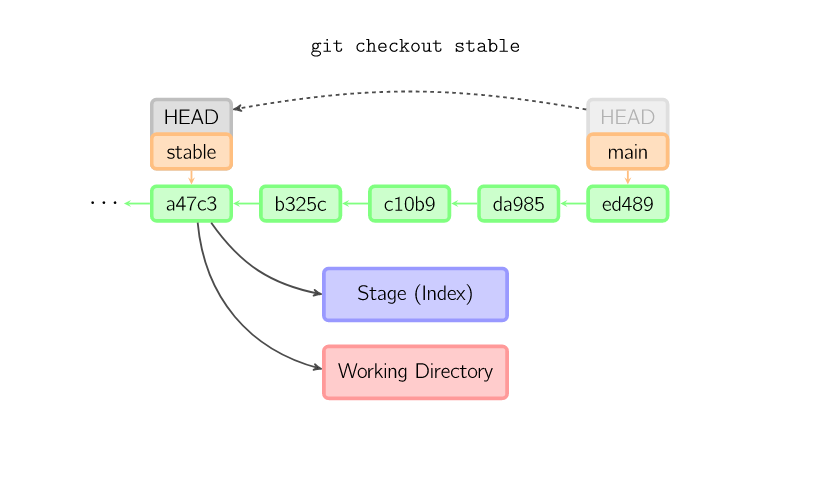 git checkout stable
HEAD HEAD
stable main
··· a47c3 b325c c10b9 da985 ed489
Stage (Index)
Working Directory